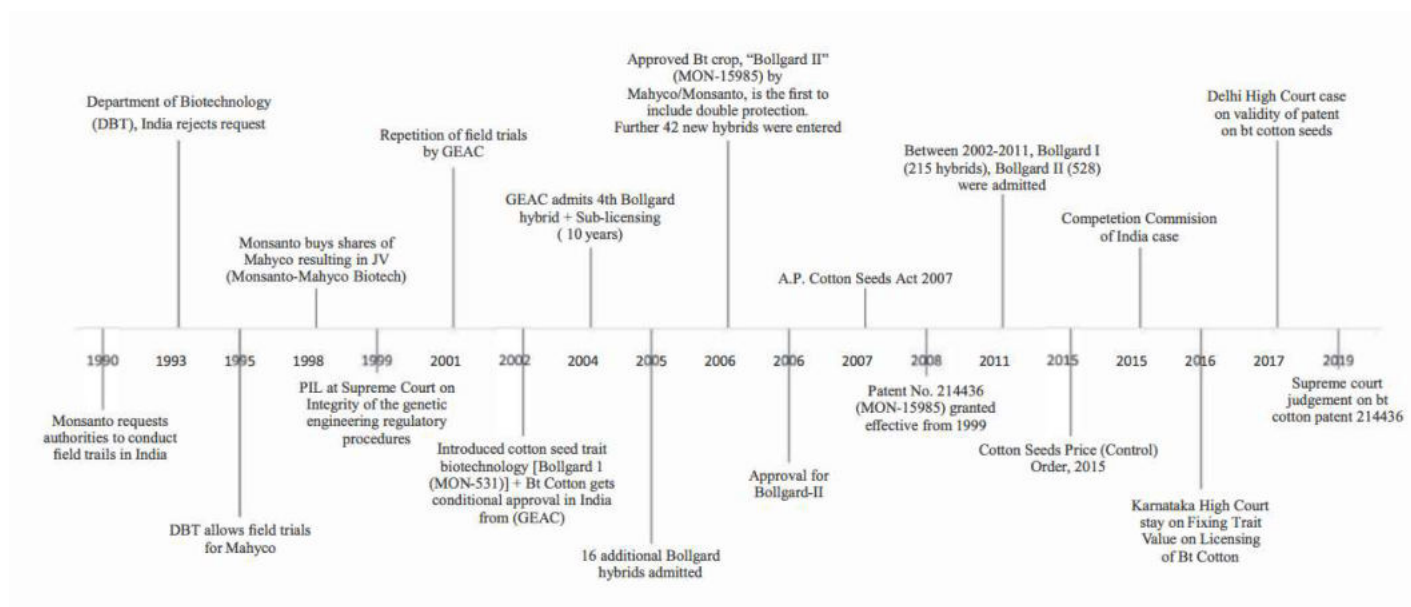 Department of Biotechnology
(DBT), India rejects request
Monsanto buys shares of
Mahyco resulting in JV
(Monsanto-Mahyco Biotech)
Repetition of field trials
by GEAC
GEAC admits 4th Bollgard
hybrid + Sub-licensing
( 10 years)
Approved Bt crop, “Bollgard II”
(MON-15985) by
Mahyco/Monsanto, is the first to
include double protection.
Further 42 new hybrids were entered
A.P. Cotton Seeds Act 2007
Between 2002-2011, Bollgard I
(215 hybrids), Bollgard II (528)
were admitted
Competetion Commision
of India case
Delhi High Court case
on validity of patent
on bt cotton seeds
1990 1993 1995 1998 1999 2001 2002 2004 2005 2006 2006 2007 2008 2011 2015 2015 2016 2017 2019
Monsanto requests
authorities to conduct
field trails in India
DBT allows field trials
for Mahyco
PIL at Supreme Court on
Integrity of the genetic
engineering regulatory
procedures
Introduced cotton seed trait
biotechnology [Bollgard 1
(MON-531)] + Bt Cotton gets
conditional approval in India
from (GEAC)
16 additional Bollgard
hybrids admitted
Approval for
Bollgard-II
Patent No. 214436
(MON-15985) granted
effective from 1999
Cotton Seeds Price (Control)
Order, 2015
Karnataka High Court
stay on Fixing Trait
Value on Licensing
of Bt Cotton
Supreme court
judgement on bt
cotton patent 214436